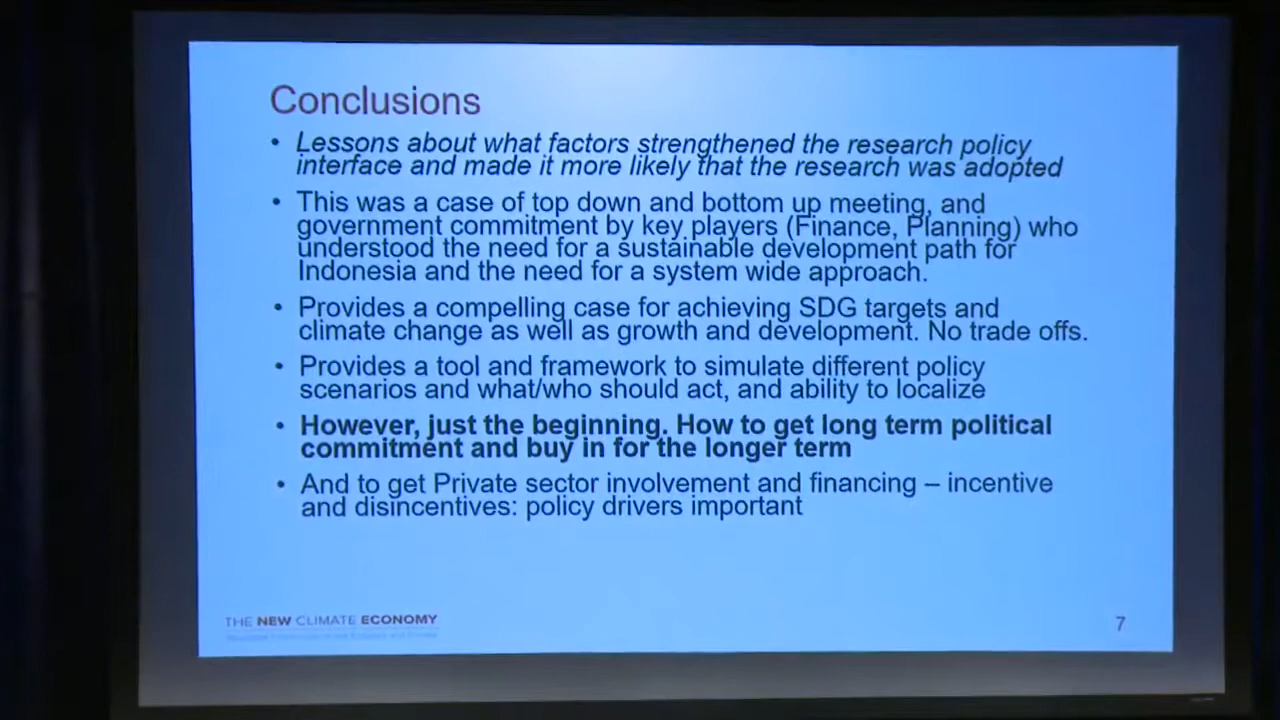 Conclusions
• Lessons about what factors strengthened the research policy
interface and made it more likely that the research was adopted
• This was a case of top down and bottom up meeting, and
government commitment by key players (Finance, Planning) who
understood the need for a sustainable development path for
Indonesia and the need for a system wide approach.
• Provides a compelling case for achieving SDG targets and
climate change as well as growth and development. No trade offs.
• Provides a tool and framework to simulate different policy
scenarios and what/who should act, and ability to localize
• However, just the beginning. How to get long term political
commitment and buy in for the longer term
• And to get Private sector involvement and financing – incentive
and disincentives: policy drivers important
THE NEW CLIMATE ECONOMY
7